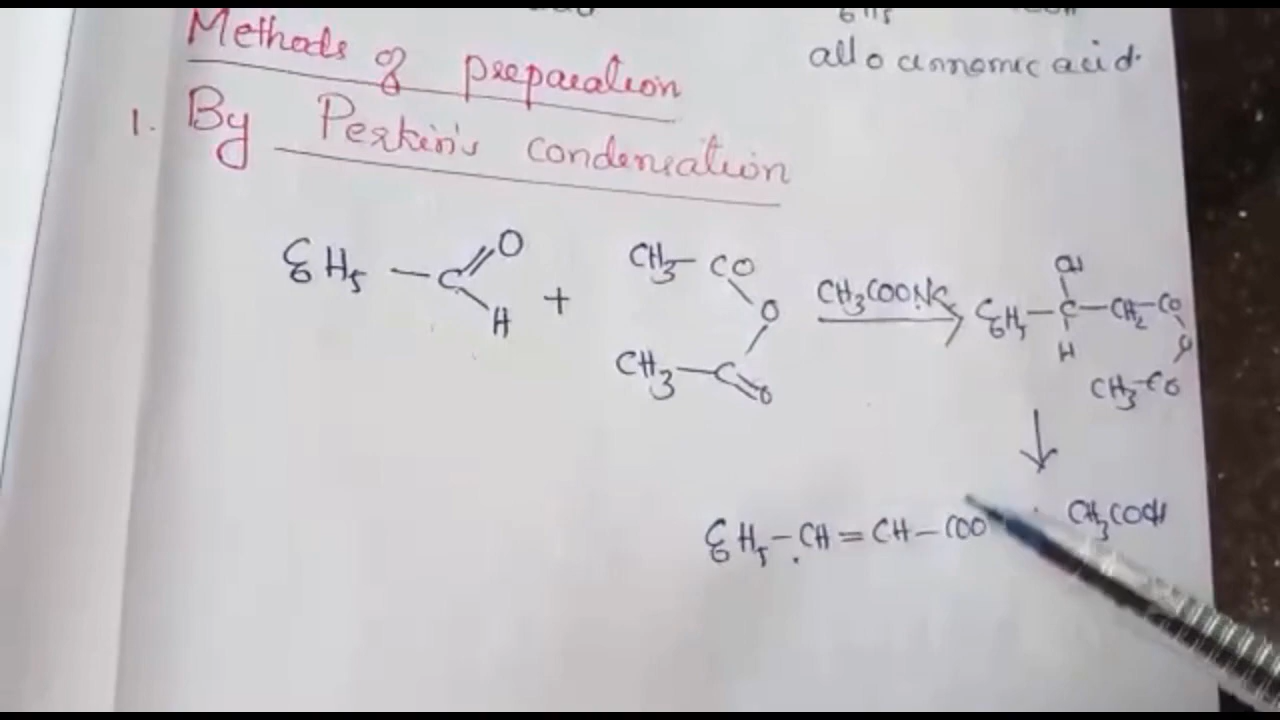 C6H5
allo cinnamic acid.
Methods of preparation
1. By Perkin's condensation
C6H5 — C = O
H
+
CH3 — CO
O
CH3 — C = O
CH3COONa
OH
C6H5 — C — CH2 — CO
H
O
CH3 — CO
C6H5 — CH = CH — COO
CH3COOH